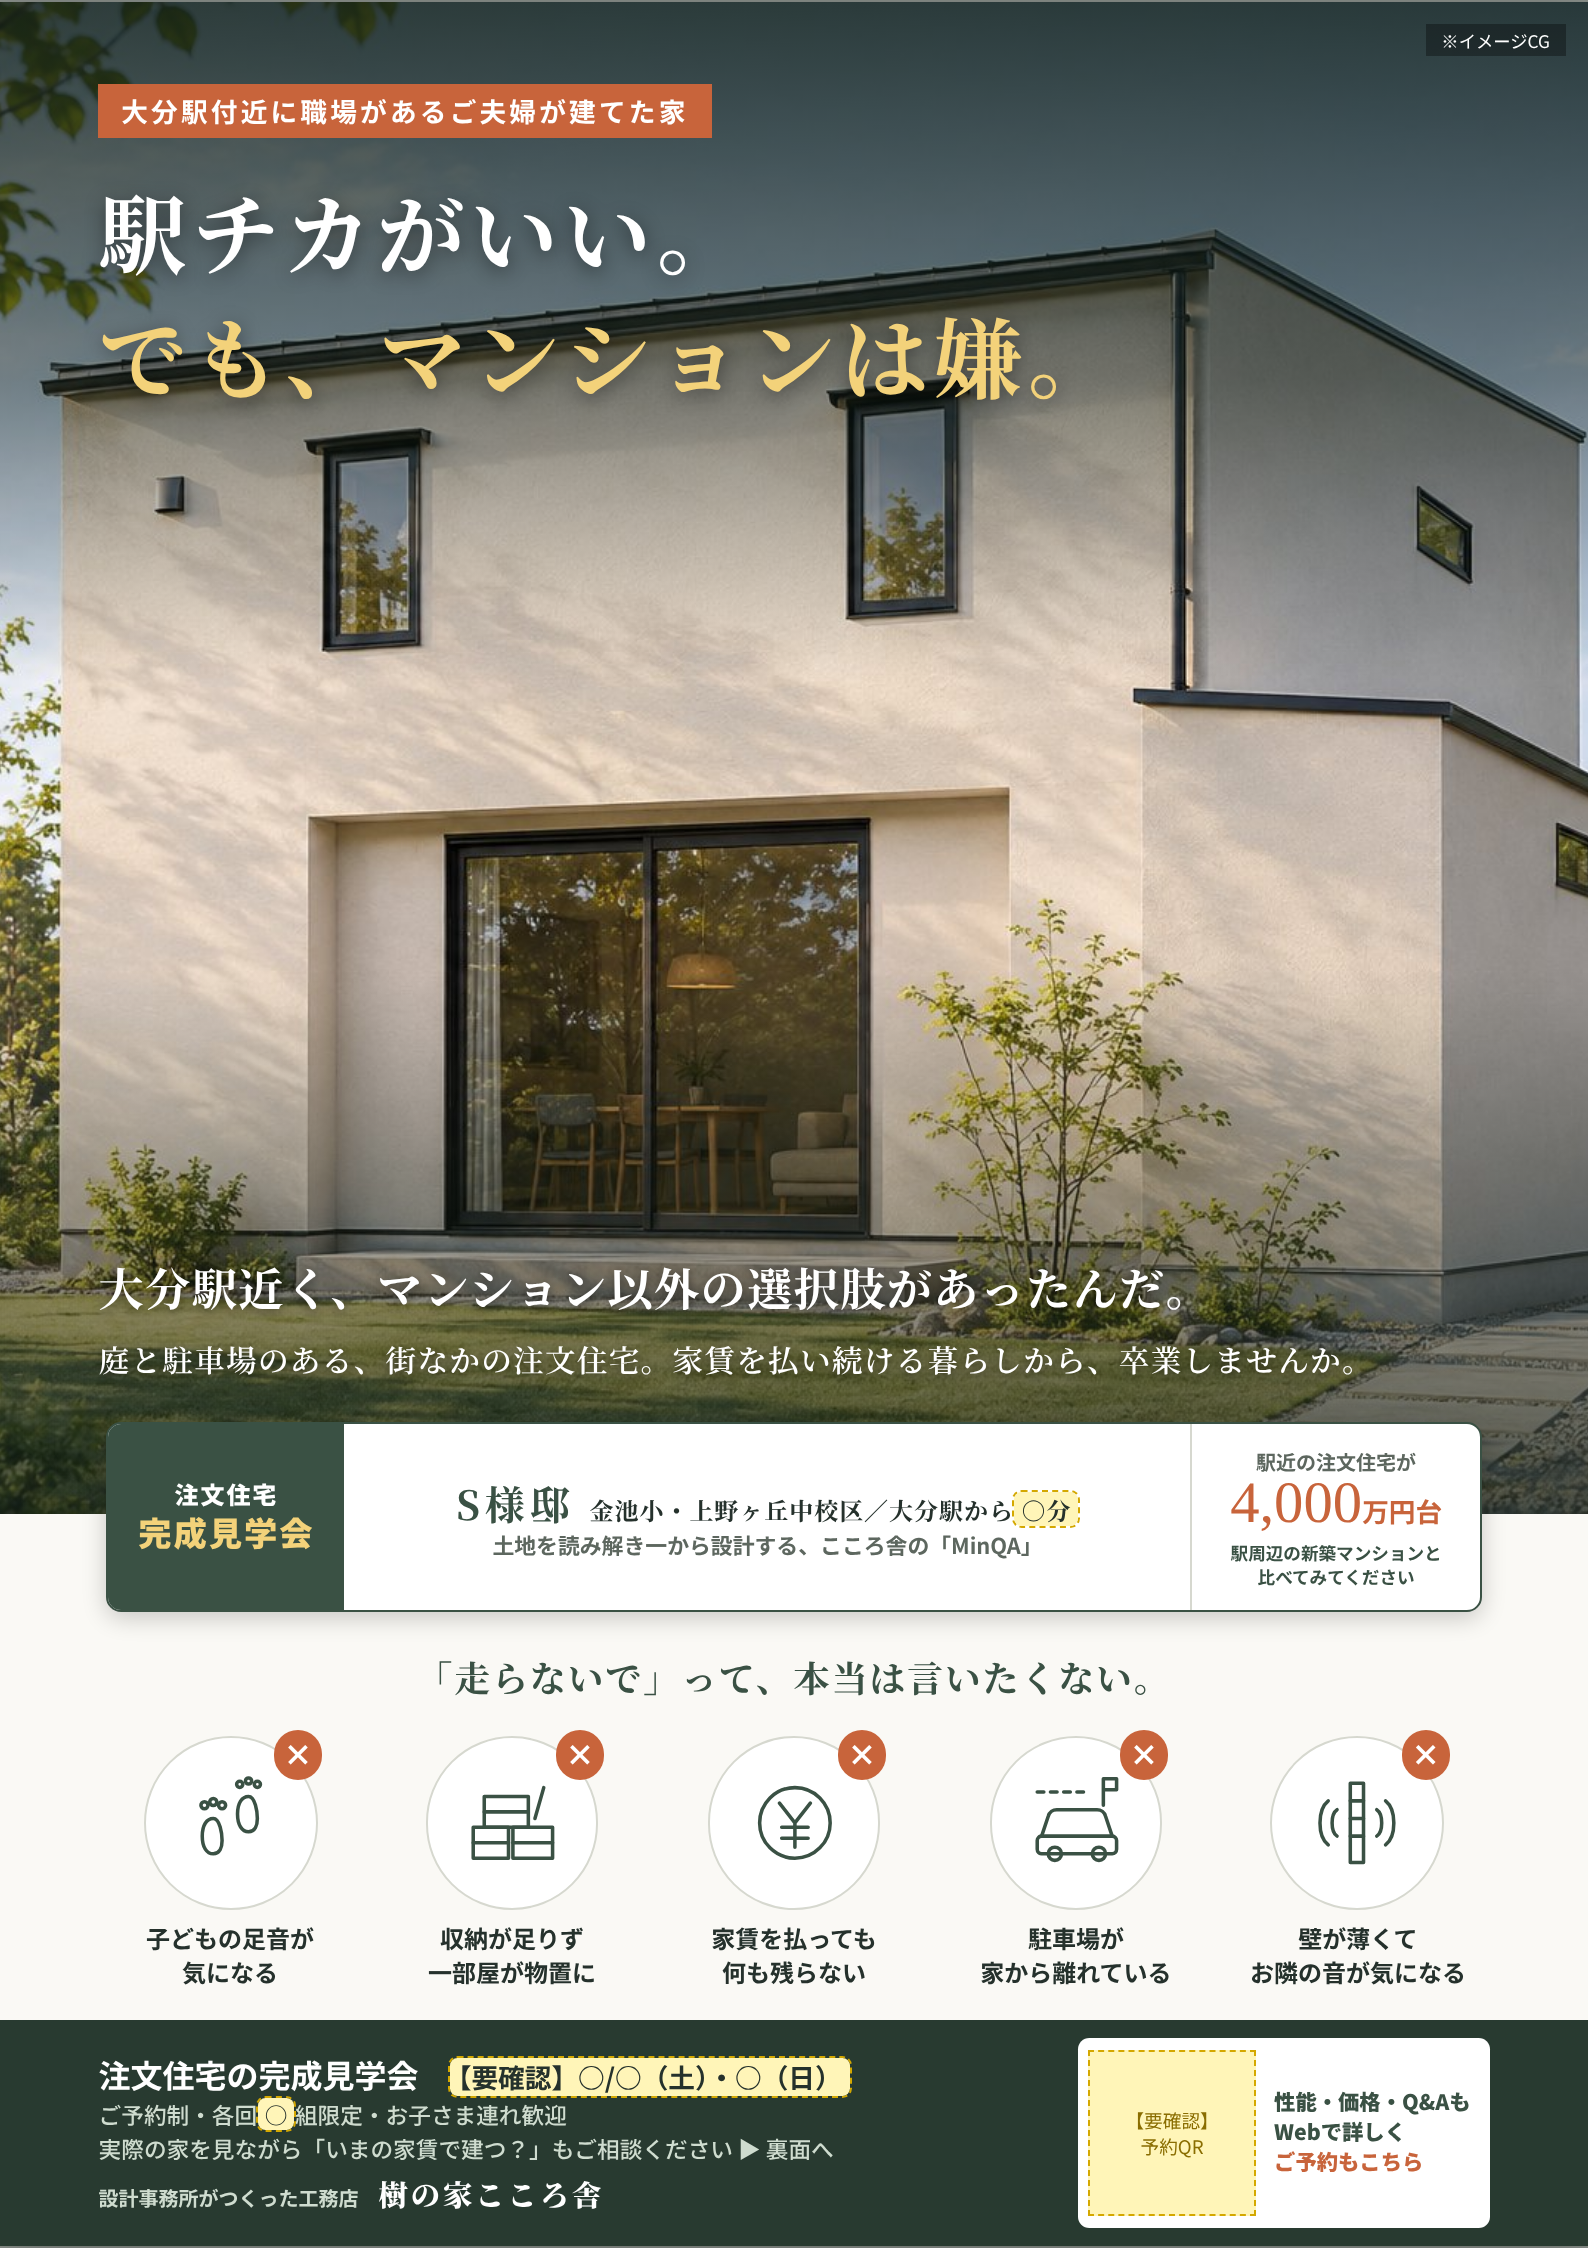 ※イメージCG
大分駅付近に職場があるご夫婦が建てた家
駅チカがいい。
でも、マンションは嫌。
大分駅近く、マンション以外の選択肢があったんだ。
庭と駐車場のある、街なかの注文住宅。家賃を払い続ける暮らしから、卒業しませんか。
注文住宅
完成見学会
S様邸 金池小・上野ヶ丘中校区／大分駅から〇分
土地を読み解き一から設計する、こころ舎の「MinQA」
駅近の注文住宅が
4,000万円台
駅周辺の新築マンションと
比べてみてください
「走らないで」って、本当は言いたくない。
子どもの足音が
気になる
収納が足りず
一部屋が物置に
家賃を払っても
何も残らない
駐車場が
家から離れている
壁が薄くて
お隣の音が気になる
注文住宅の完成見学会 【要確認】〇/〇（土）・〇（日）
ご予約制・各回〇組限定・お子さま連れ歓迎
実際の家を見ながら「いまの家賃で建つ？」もご相談ください ▶ 裏面へ
設計事務所がつくった工務店 樹の家こころ舎
【要確認】
予約QR
性能・価格・Q&Aも
Webで詳しく
ご予約もこちら